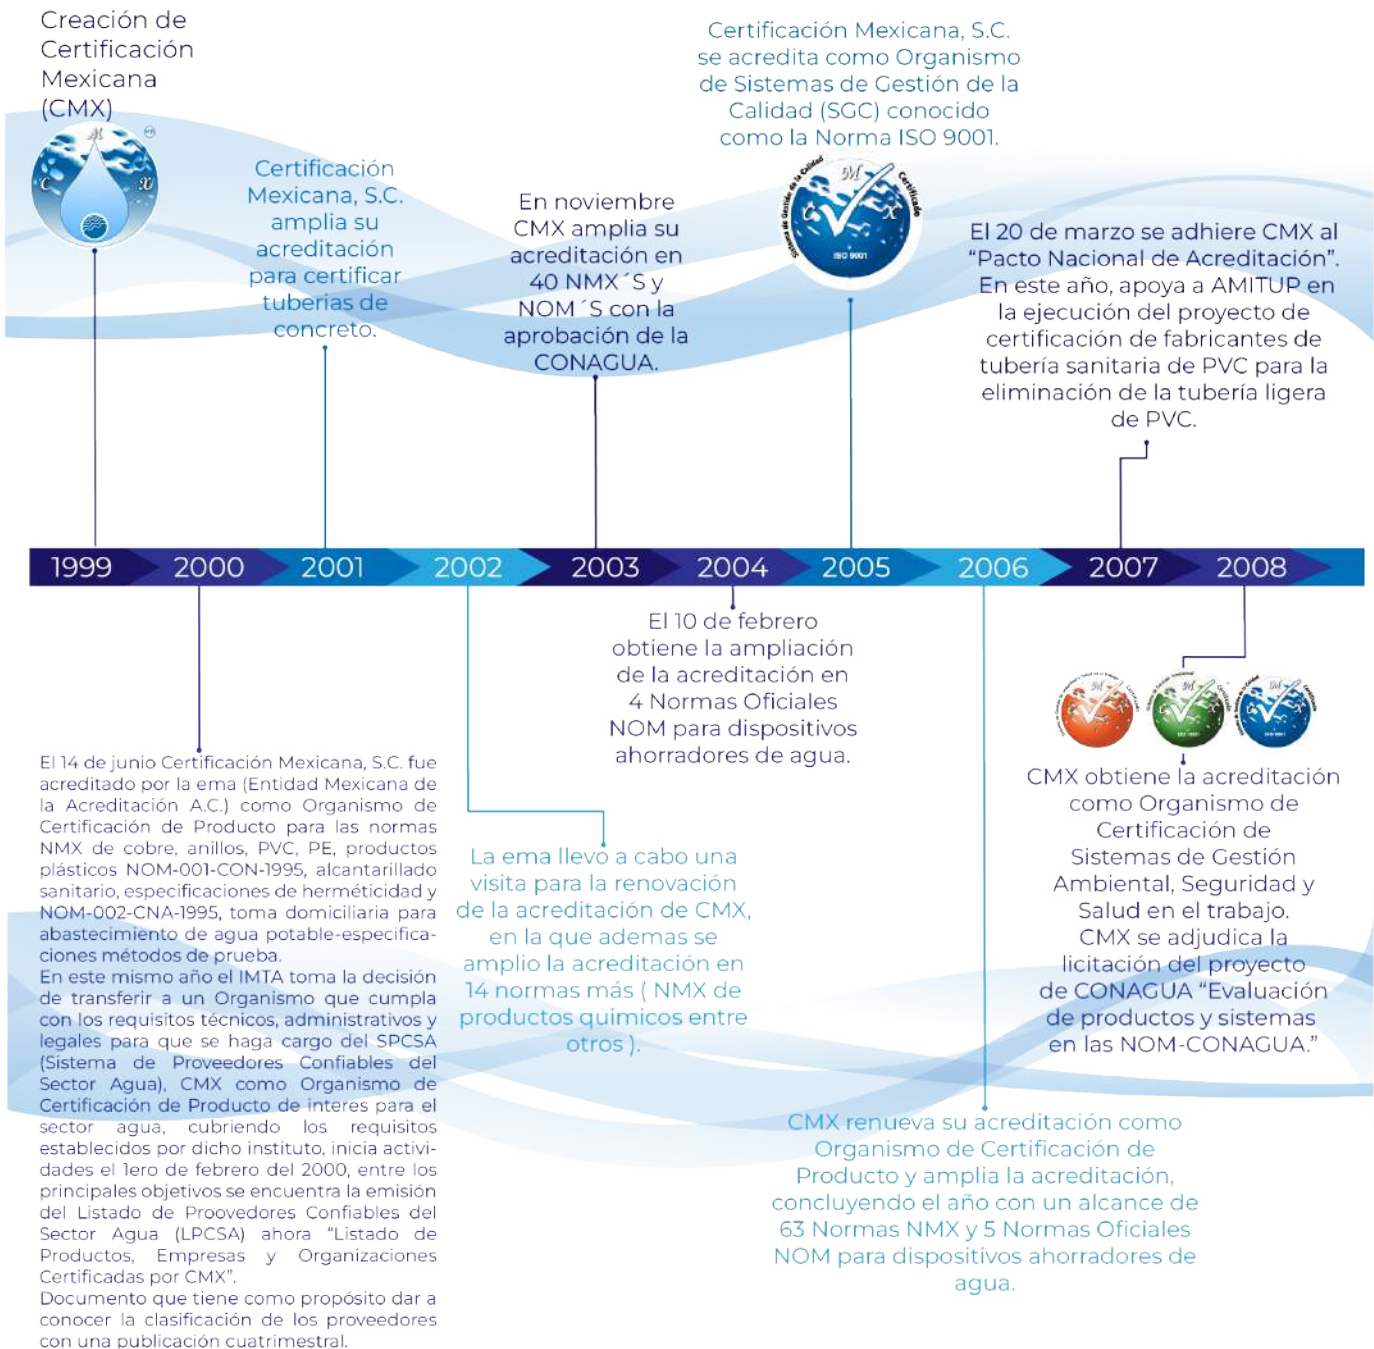 Creación de
Certificación
Mexicana
(CMX)
Certificación
Mexicana, S.C.
amplia su
acreditación
para certificar
tuberias de
concreto.
En noviembre
CMX amplia su
acreditación en
40 NMX´S y
NOM´S con la
aprobación de la
CONAGUA.
Certificación Mexicana, S.C.
se acredita como Organismo
de Sistemas de Gestión de la
Calidad (SGC) conocido
como la Norma ISO 9001.
Sistema de Gestión de la Calidad
Certificado
C M X
ISO 9001
El 20 de marzo se adhiere CMX al
“Pacto Nacional de Acreditación”.
En este año, apoya a AMITUP en
la ejecución del proyecto de
certificación de fabricantes de
tubería sanitaria de PVC para la
eliminación de la tubería ligera
de PVC.
1999 2000 2001 2002 2003 2004 2005 2006 2007 2008
El 14 de junio Certificación Mexicana, S.C. fue
acreditado por la ema (Entidad Mexicana de
la Acreditación A.C.) como Organismo de
Certificación de Producto para las normas
NMX de cobre, anillos, PVC, PE, productos
plásticos NOM-001-CON-1995, alcantarillado
sanitario, especificaciones de herméticidad y
NOM-002-CNA-1995, toma domiciliaria para
abastecimiento de agua potable-especifica-
ciones métodos de prueba.
En este mismo año el IMTA toma la decisión
de transferir a un Organismo que cumpla
con los requisitos técnicos, administrativos y
legales para que se haga cargo del SPCSA
(Sistema de Proveedores Confiables del
Sector Agua), CMX como Organismo de
Certificación de Producto de interes para el
sector agua, cubriendo los requisitos
establecidos por dicho instituto, inicia activi-
dades el 1ero de febrero del 2000, entre los
principales objetivos se encuentra la emisión
del Listado de Proovedores Confiables del
Sector Agua (LPCSA) ahora “Listado de
Productos, Empresas y Organizaciones
Certificadas por CMX”.
Documento que tiene como propósito dar a
conocer la clasificación de los proveedores
con una publicación cuatrimestral.
La ema llevó a cabo una
visita para la renovación
de la acreditación de CMX,
en la que ademas se
amplio la acreditación en
14 normas más ( NMX de
productos quimicos entre
otros ).
El 10 de febrero
obtiene la ampliación
de la acreditación en
4 Normas Oficiales
NOM para dispositivos
ahorradores de agua.
CMX renueva su acreditación como
Organismo de Certificación de
Producto y amplia la acreditación,
concluyendo el año con un alcance de
63 Normas NMX y 5 Normas Oficiales
NOM para dispositivos ahorradores de
agua.
CMX obtiene la acreditación
como Organismo de
Certificación de
Sistemas de Gestión
Ambiental, Seguridad y
Salud en el trabajo.
CMX se adjudica la
licitación del proyecto
de CONAGUA “Evaluación
de productos y sistemas
en las NOM-CONAGUA.”